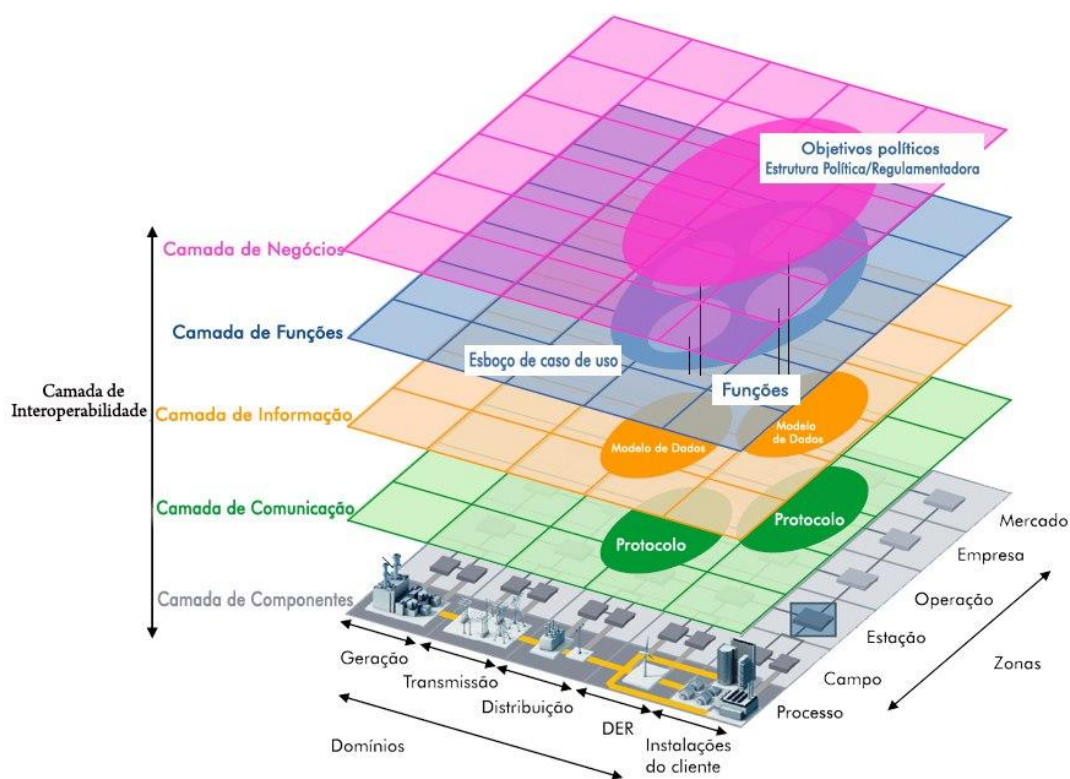 Objetivos políticos
Estrutura Política/Regulamentadora
Camada de Negócios
Camada de Funções
Esboço de caso de uso
Funções
Camada de
Interoperabilidade
Camada de Informação
Modelo de Dados
Modelo
de Dados
Camada de Comunicação
Protocolo
Protocolo
Camada de Componentes
Mercado
Empresa
Operação
Estação
Campo
Processo
Zonas
Geração
Transmissão
Distribuição
DER
Instalações
do cliente
Domínios